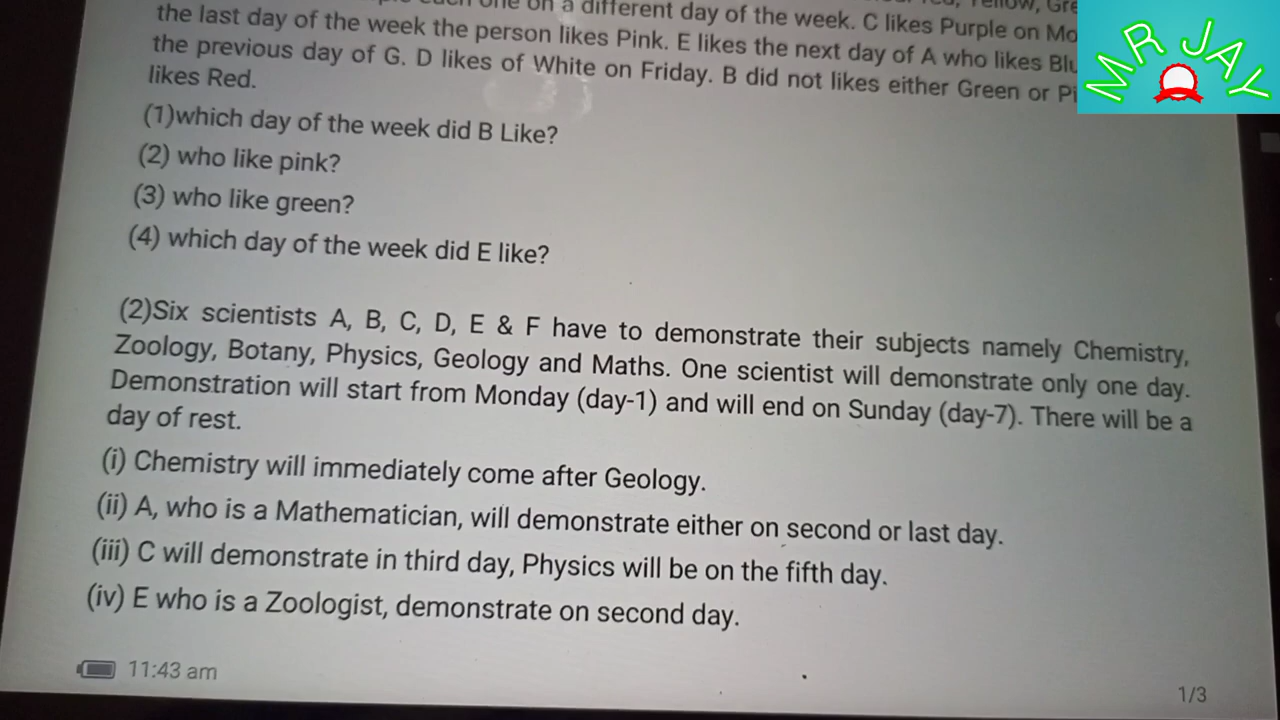 one on a different day of the week. C likes Purple on Mo
the last day of the week the person likes Pink. E likes the next day of A who likes Blu
the previous day of G. D likes of White on Friday. B did not likes either Green or Pi
likes Red.
(1)which day of the week did B Like?
(2) who like pink?
(3) who like green?
(4) which day of the week did E like?
(2)Six scientists A, B, C, D, E & F have to demonstrate their subjects namely Chemistry,
Zoology, Botany, Physics, Geology and Maths. One scientist will demonstrate only one day.
Demonstration will start from Monday (day-1) and will end on Sunday (day-7). There will be a
day of rest.
(i) Chemistry will immediately come after Geology.
(ii) A, who is a Mathematician, will demonstrate either on second or last day.
(iii) C will demonstrate in third day, Physics will be on the fifth day.
(iv) E who is a Zoologist, demonstrate on second day.
11:43 am
1/3
MR JAY